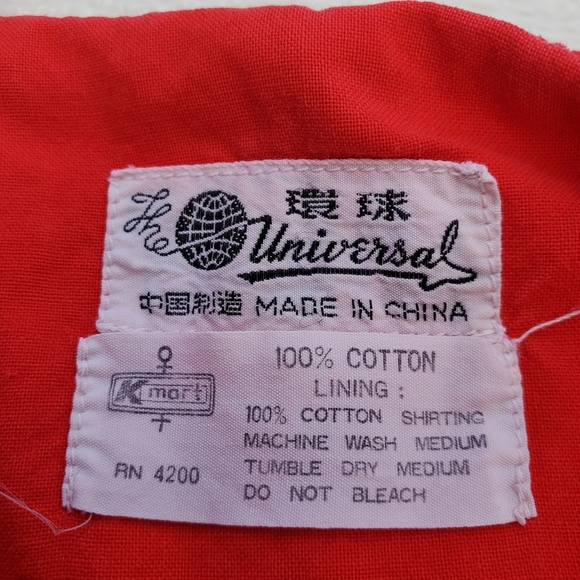 The 環球
Universal
中国制造 MADE IN CHINA
100% COTTON
LINING :
100% COTTON SHIRTING
MACHINE WASH MEDIUM
TUMBLE DRY MEDIUM
DO NOT BLEACH
K mart
RN 4200